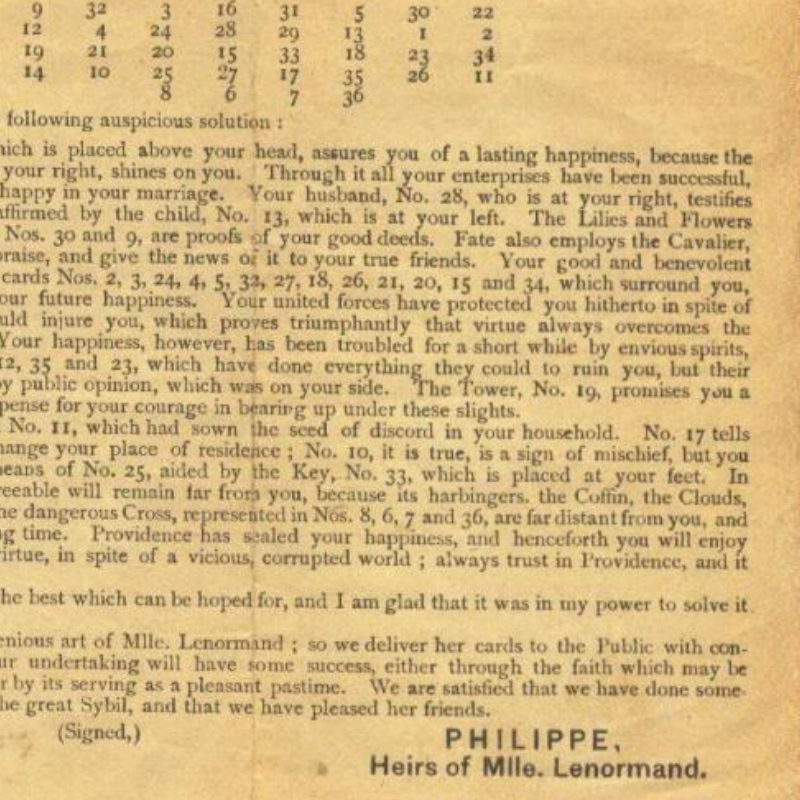 9 32 3 16 31 5 30 22
12 4 24 28 29 13 1 2
19 21 20 15 33 18 23 34
14 10 25 27 17 35 26 11
8 6 7 36
following auspicious solution :
hich is placed above your head, assures you of a lasting happiness, because the
your right, shines on you. Through it all your enterprises have been successful,
happy in your marriage. Your husband, No. 28, who is at your right, testifies
affirmed by the child, No. 13, which is at your left. The Lilies and Flowers
Nos. 30 and 9, are proofs of your good deeds. Fate also employs the Cavalier,
praise, and give the news of it to your true friends. Your good and benevolent
cards Nos. 2, 3, 24, 4, 5, 32, 27, 18, 26, 21, 20, 15 and 34, which surround you,
our future happiness. Your united forces have protected you hitherto in spite of
uld injure you, which proves triumphantly that virtue always overcomes the
Your happiness, however, has been troubled for a short while by envious spirits,
12, 35 and 23, which have done everything they could to ruin you, but their
by public opinion, which was on your side. The Tower, No. 19, promises you a
pense for your courage in bearing up under these slights.
No. 11, which had sown the seed of discord in your household. No. 17 tells
hange your place of residence ; No. 10, it is true, is a sign of mischief, but you
neans of No. 25, aided by the Key, No. 33, which is placed at your feet. In
reeable will remain far from you, because its harbingers. the Coffin, the Clouds,
he dangerous Cross, represented in Nos. 8, 6, 7 and 36, are far distant from you, and
ng time. Providence has sealed your happiness, and henceforth you will enjoy
virtue, in spite of a vicious, corrupted world ; always trust in Providence, and it
he best which can be hoped for, and I am glad that it was in my power to solve it.
enious art of Mlle. Lenormand ; so we deliver her cards to the Public with con-
ur undertaking will have some success, either through the faith which may be
r by its serving as a pleasant pastime. We are satisfied that we have done some-
he great Sybil, and that we have pleased her friends.
(Signed,) PHILIPPE,
Heirs of Mlle. Lenormand.